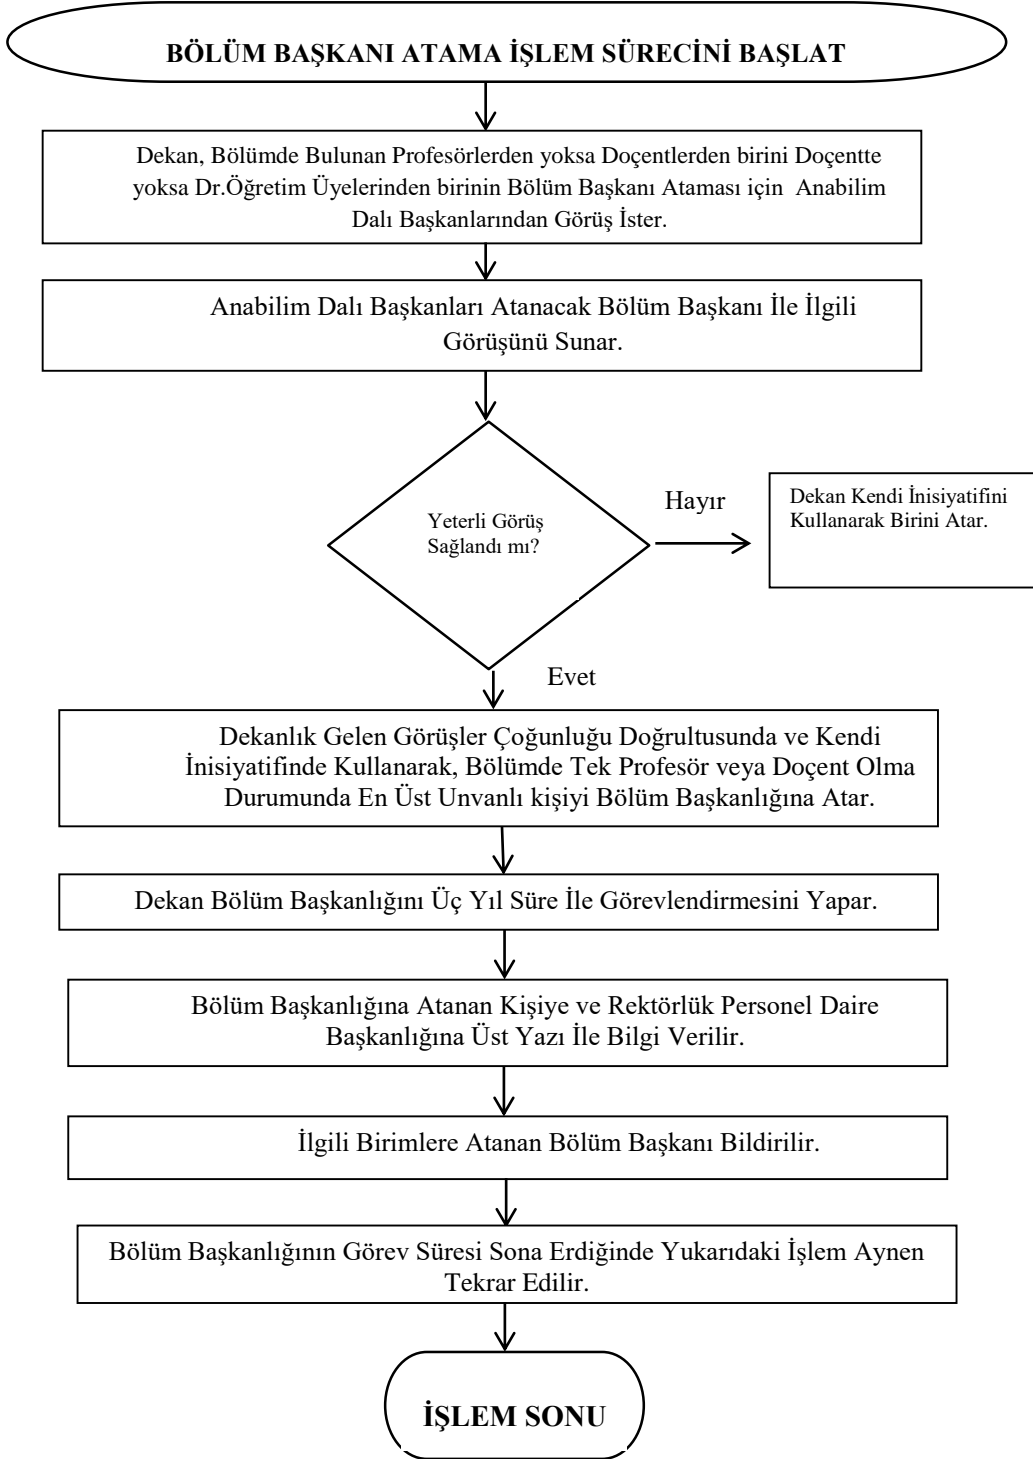 BÖLÜM BAŞKANI ATAMA İŞLEM SÜRECİNİ BAŞLAT
Dekan, Bölümde Bulunan Profesörlerden yoksa Doçentlerden birini Doçentte
yoksa Dr.Öğretim Üyelerinden birinin Bölüm Başkanı Ataması için Anabilim
Dalı Başkanlarından Görüş İster.
Anabilim Dalı Başkanları Atanacak Bölüm Başkanı İle İlgili
Görüşünü Sunar.
Yeterli Görüş
Sağlandı mı?
Hayır
Dekan Kendi İnisiyatifini
Kullanarak Birini Atar.
Evet
Dekanlık Gelen Görüşler Çoğunluğu Doğrultusunda ve Kendi
İnisiyatifinde Kullanarak, Bölümde Tek Profesör veya Doçent Olma
Durumunda En Üst Unvanlı kişiyi Bölüm Başkanlığına Atar.
Dekan Bölüm Başkanlığını Üç Yıl Süre İle Görevlendirmesini Yapar.
Bölüm Başkanlığına Atanan Kişiye ve Rektörlük Personel Daire
Başkanlığına Üst Yazı İle Bilgi Verilir.
İlgili Birimlere Atanan Bölüm Başkanı Bildirilir.
Bölüm Başkanlığının Görev Süresi Sona Erdiğinde Yukarıdaki İşlem Aynen
Tekrar Edilir.
İŞLEM SONU